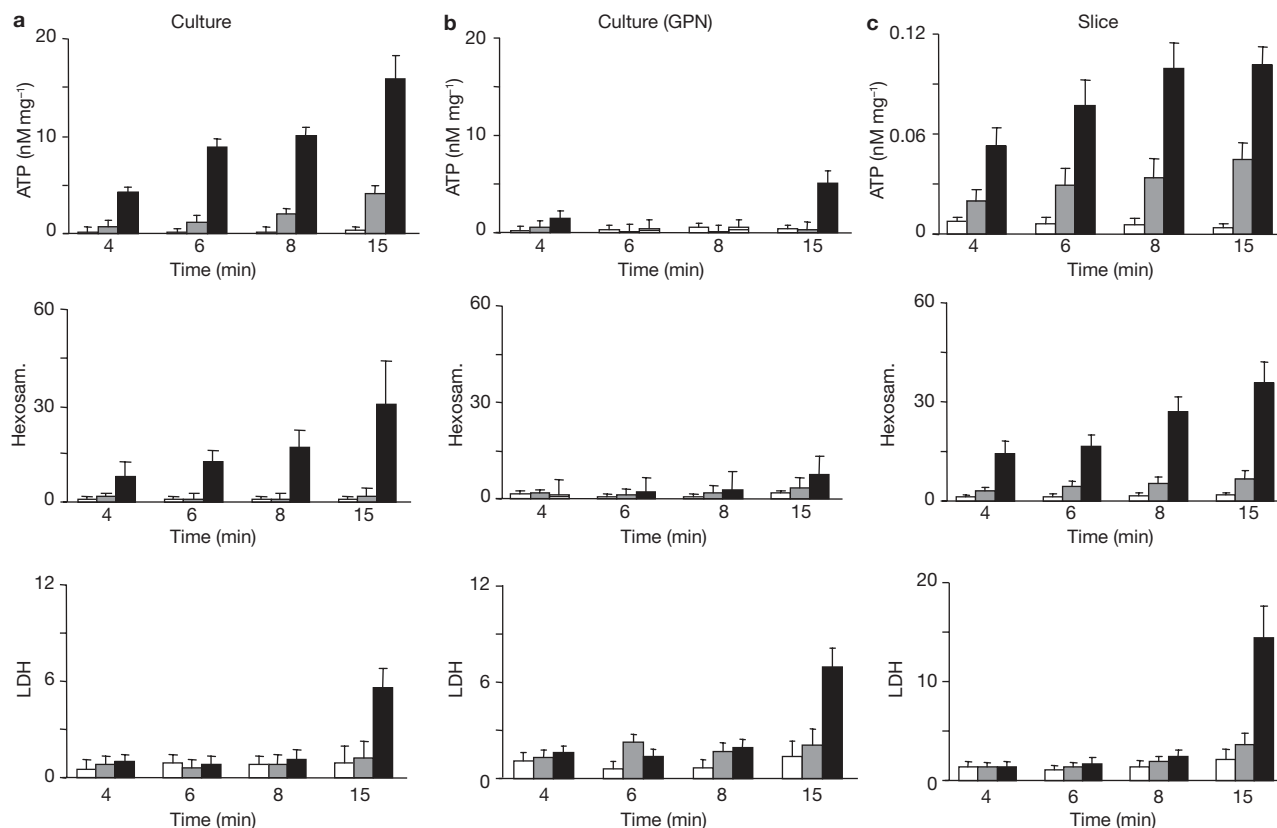 a Culture
20
10
0
ATP (nM mg⁻¹)
4 6 8 15
Time (min)
60
30
0
Hexosam.
4 6 8 15
Time (min)
12
6
0
LDH
4 6 8 15
Time (min)
b Culture (GPN)
20
10
0
ATP (nM mg⁻¹)
4 6 8 15
Time (min)
60
30
0
Hexosam.
4 6 8 15
Time (min)
12
6
0
LDH
4 6 8 15
Time (min)
c Slice
0.12
0.06
0
ATP (nM mg⁻¹)
4 6 8 15
Time (min)
60
30
0
Hexosam.
4 6 8 15
Time (min)
20
10
0
LDH
4 6 8 15
Time (min)